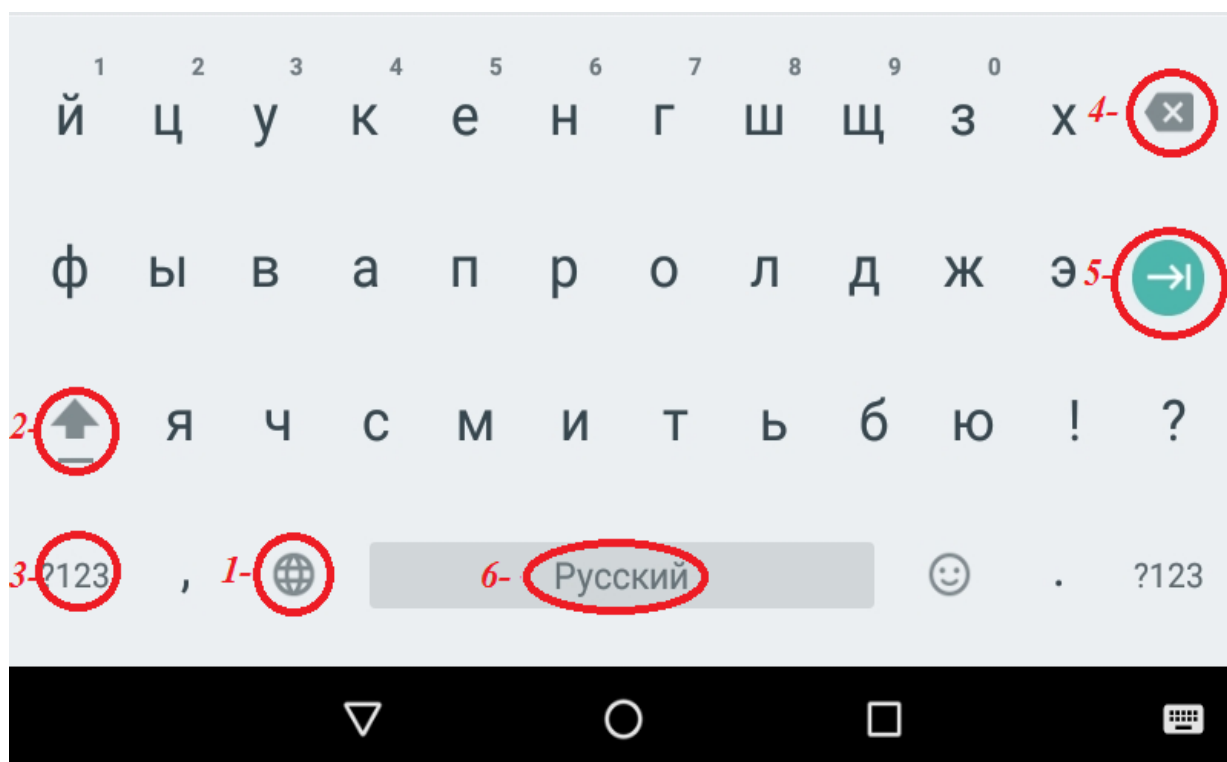 1 2 3 4 5 6 7 8 9 0
й ц у к е н г ш щ з х 4-
ф ы в а п р о л д ж э 5-
2- я ч с м и т ь б ю ! ?
3- ?123 , 1- 6- Русский . ?123